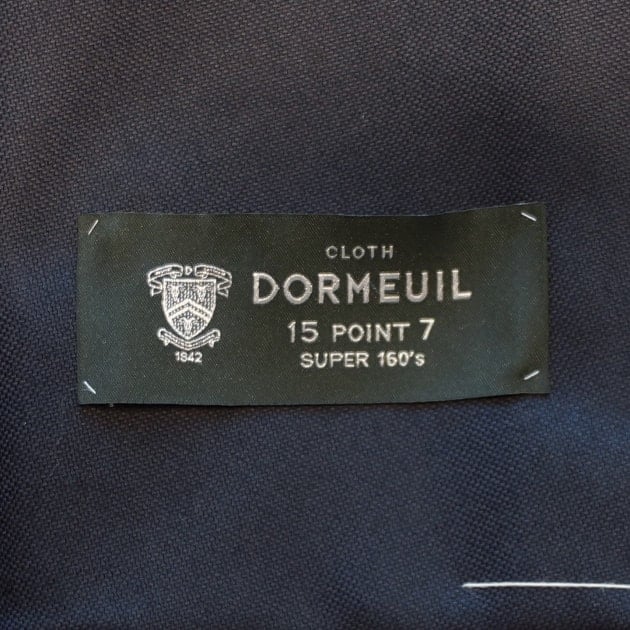 CLOTH
DORMEUIL
15 POINT 7
SUPER 160's
D
1842